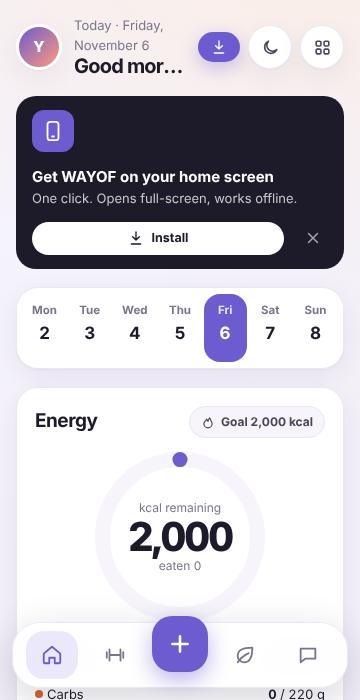 Y
Today · Friday,
November 6
Good mor...
Get WAYOF on your home screen
One click. Opens full-screen, works offline.
Install
Mon Tue Wed Thu Fri Sat Sun
2 3 4 5 6 7 8
Energy
Goal 2,000 kcal
kcal remaining
2,000
eaten 0
Carbs 0 / 220 g